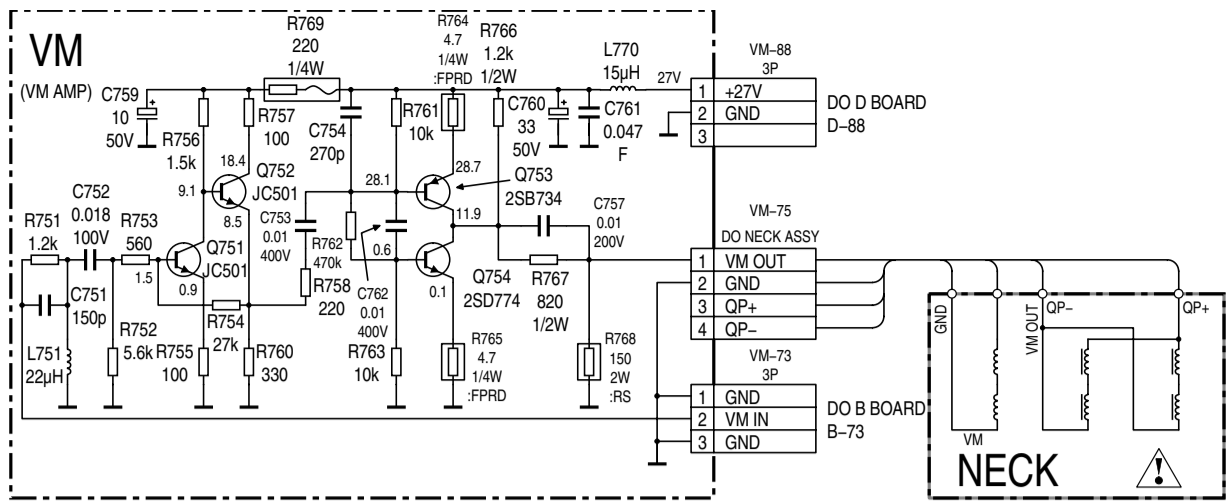 VM
(VM AMP)
C759
10
50V
R769
220
1/4W
R764
4.7
1/4W
:FPRD
R766
1.2k
1/2W
L770
15µH
27V
VM–88
3P
1 +27V
2 GND
3
DO D BOARD
D–88
R756
1.5k
R757
100
C754
270p
R761
10k
C760
33
50V
C761
0.047
F
18.4
Q752
JC501
9.1
8.5
28.1
28.7
Q753
2SB734
11.9
C752
0.018
100V
R751
1.2k
R753
560
Q751
JC501
1.5
0.9
C753
0.01
400V
R762
470k
R758
220
0.6
C762
0.01
400V
Q754
2SD774
0.1
C757
0.01
200V
R767
820
1/2W
VM–75
DO NECK ASSY
1 VM OUT
2 GND
3 QP+
4 QP–
C751
150p
L751
22µH
R752
5.6k
R755
100
R754
27k
R760
330
R763
10k
R765
4.7
1/4W
:FPRD
R768
150
2W
:RS
VM–73
3P
1 GND
2 VM IN
3 GND
DO B BOARD
B–73
GND
VM OUT
QP–
QP+
VM
NECK
!